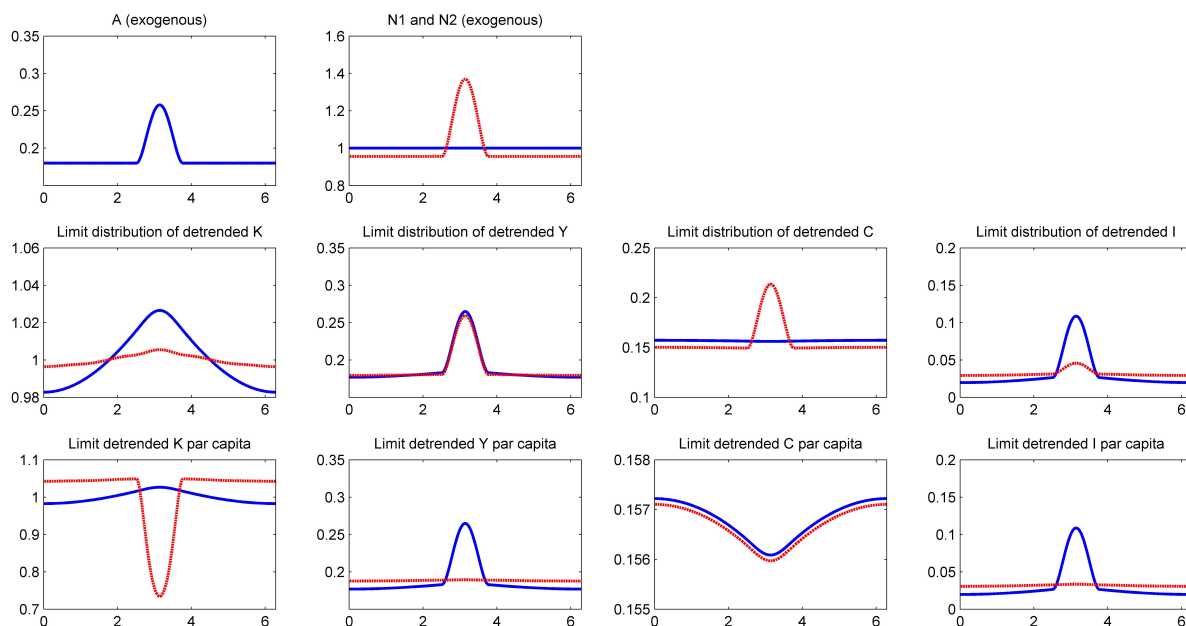 A (exogenous)
N1 and N2 (exogenous)
0.35
0.3
0.25
0.2
0 2 4 6
1.6
1.4
1.2
1
0.8
0 2 4 6
Limit distribution of detrended K
Limit distribution of detrended Y
Limit distribution of detrended C
Limit distribution of detrended I
1.06
1.04
1.02
1
0.98
0 2 4 6
0.35
0.3
0.25
0.2
0 2 4 6
0.25
0.2
0.15
0.1
0 2 4 6
0.2
0.15
0.1
0.05
0
0 2 4 6
Limit detrended K par capita
Limit detrended Y par capita
Limit detrended C par capita
Limit detrended I par capita
1.1
1
0.9
0.8
0.7
0 2 4 6
0.35
0.3
0.25
0.2
0 2 4 6
0.158
0.157
0.156
0.155
0 2 4 6
0.2
0.15
0.1
0.05
0
0 2 4 6